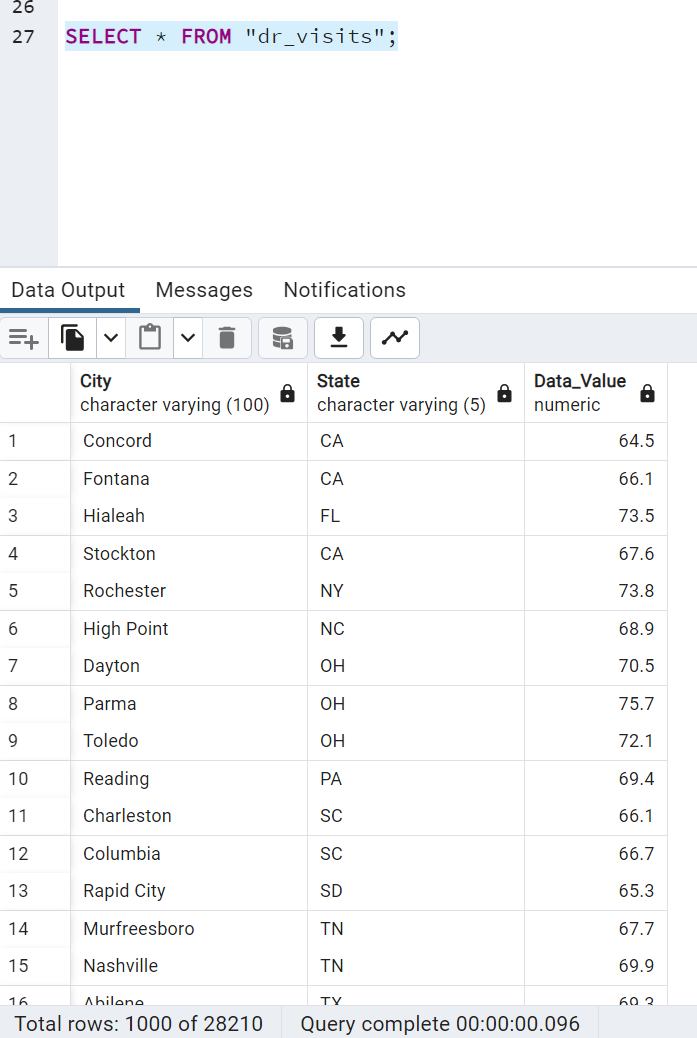 26
27 SELECT * FROM "dr_visits";
Data Output Messages Notifications
City State Data_Value
character varying (100) character varying (5) numeric
1 Concord CA 64.5
2 Fontana CA 66.1
3 Hialeah FL 73.5
4 Stockton CA 67.6
5 Rochester NY 73.8
6 High Point NC 68.9
7 Dayton OH 70.5
8 Parma OH 75.7
9 Toledo OH 72.1
10 Reading PA 69.4
11 Charleston SC 66.1
12 Columbia SC 66.7
13 Rapid City SD 65.3
14 Murfreesboro TN 67.7
15 Nashville TN 69.9
16 Abilene TX 69.3
Total rows: 1000 of 28210 Query complete 00:00:00.096